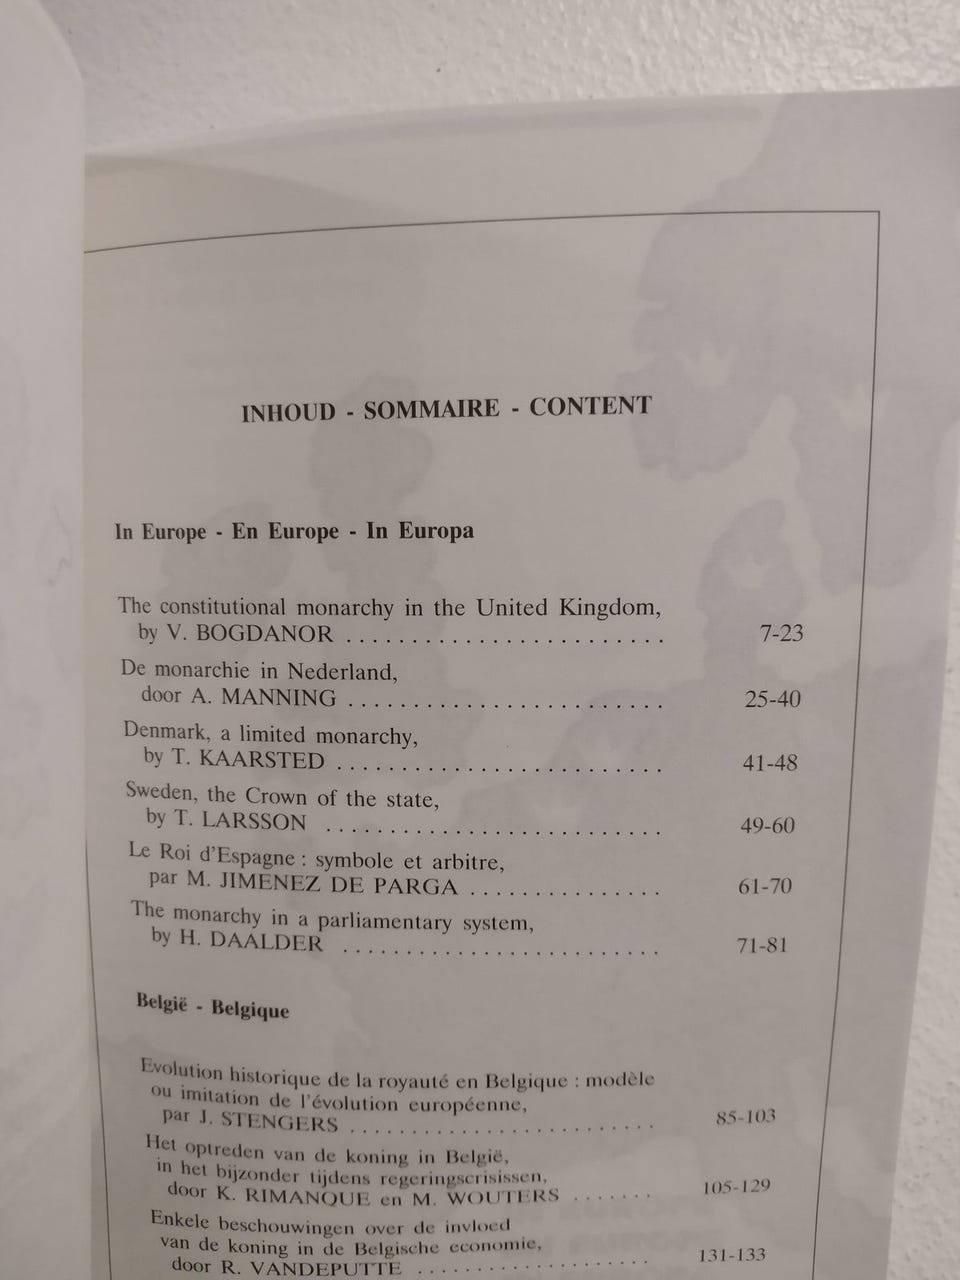 INHOUD - SOMMAIRE - CONTENT
In Europe - En Europe - In Europa
The constitutional monarchy in the United Kingdom,
by V. BOGDANOR ......................... 7-23
De monarchie in Nederland,
door A. MANNING ......................... 25-40
Denmark, a limited monarchy,
by T. KAARSTED .......................... 41-48
Sweden, the Crown of the state,
by T. LARSSON .......................... 49-60
Le Roi d'Espagne : symbole et arbitre,
par M. JIMENEZ DE PARGA ............... 61-70
The monarchy in a parliamentary system,
by H. DAALDER ......................... 71-81
België - Belgique
Evolution historique de la royauté en Belgique : modèle
ou imitation de l'évolution européenne,
par J. STENGERS ........................ 85-103
Het optreden van de koning in België,
in het bijzonder tijdens regeringscrisissen,
door K. RIMANQUE en M. WOUTERS ....... 105-129
Enkele beschouwingen over de invloed
van de koning in de Belgische economie,
door R. VANDEPUTTE ................... 131-133